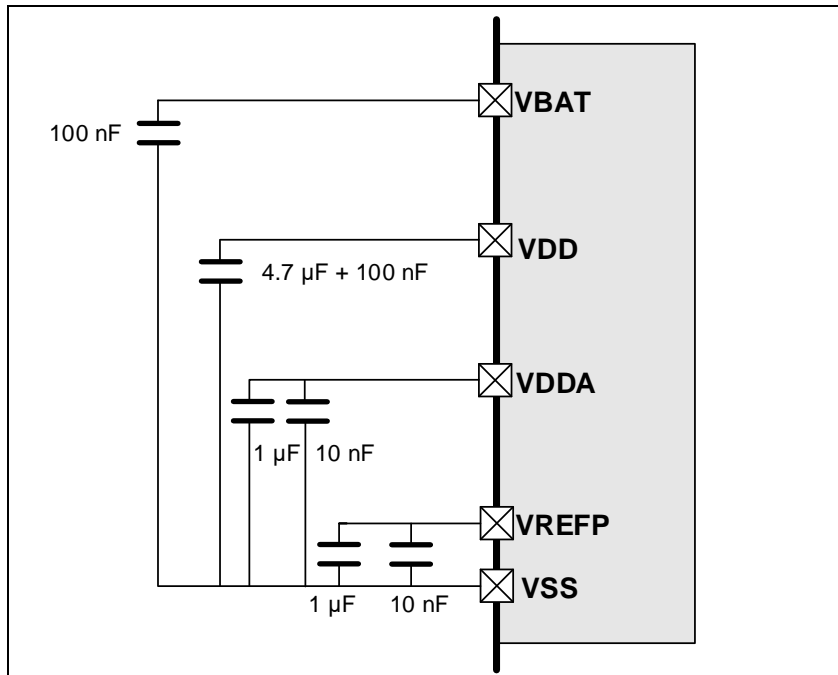 VBAT
100 nF
VDD
4.7 µF + 100 nF
VDDA
1 µF
10 nF
VREFP
VSS
1 µF
10 nF